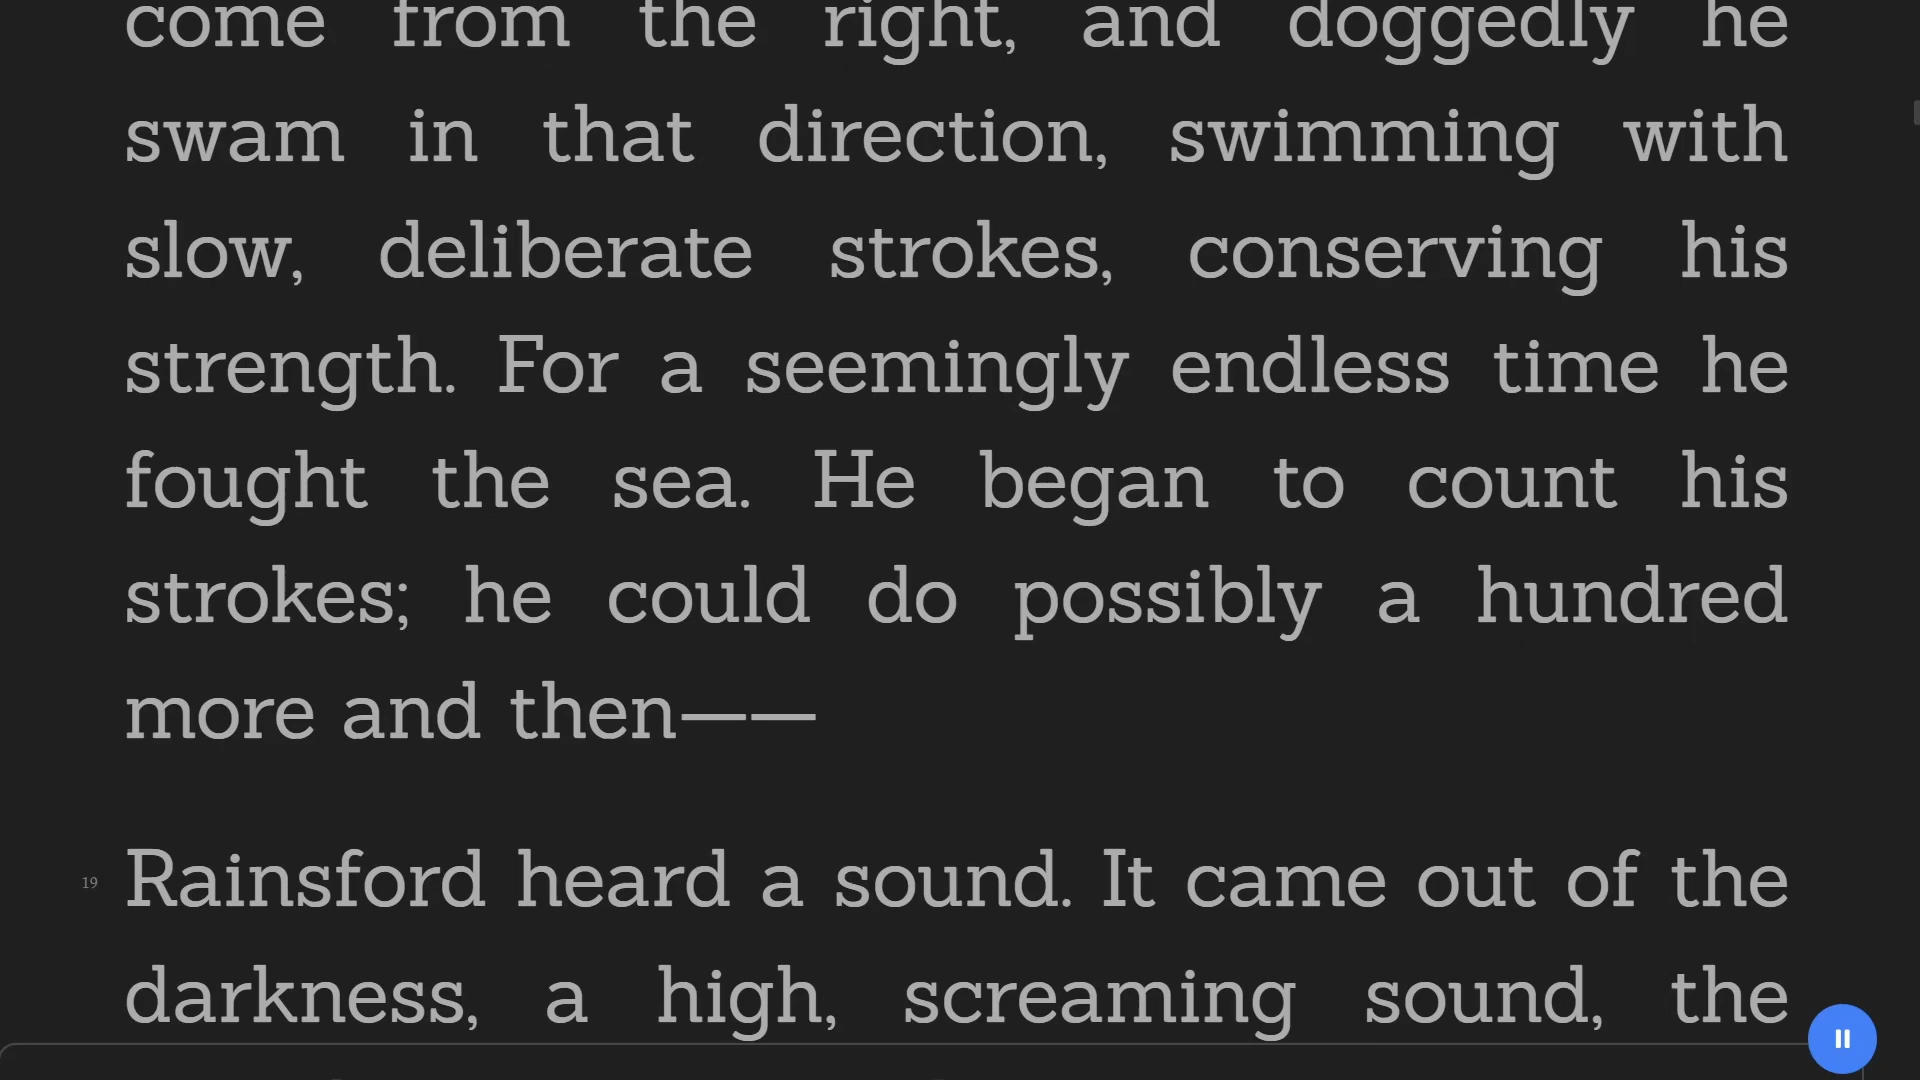 come from the right, and doggedly he
swam in that direction, swimming with
slow, deliberate strokes, conserving his
strength. For a seemingly endless time he
fought the sea. He began to count his
strokes; he could do possibly a hundred
more and then——
19 Rainsford heard a sound. It came out of the
darkness, a high, screaming sound, the